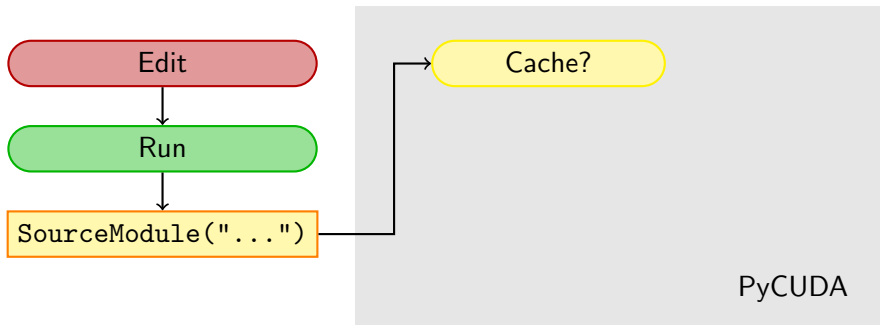 Edit
Cache?
Run
SourceModule("...")
PyCUDA